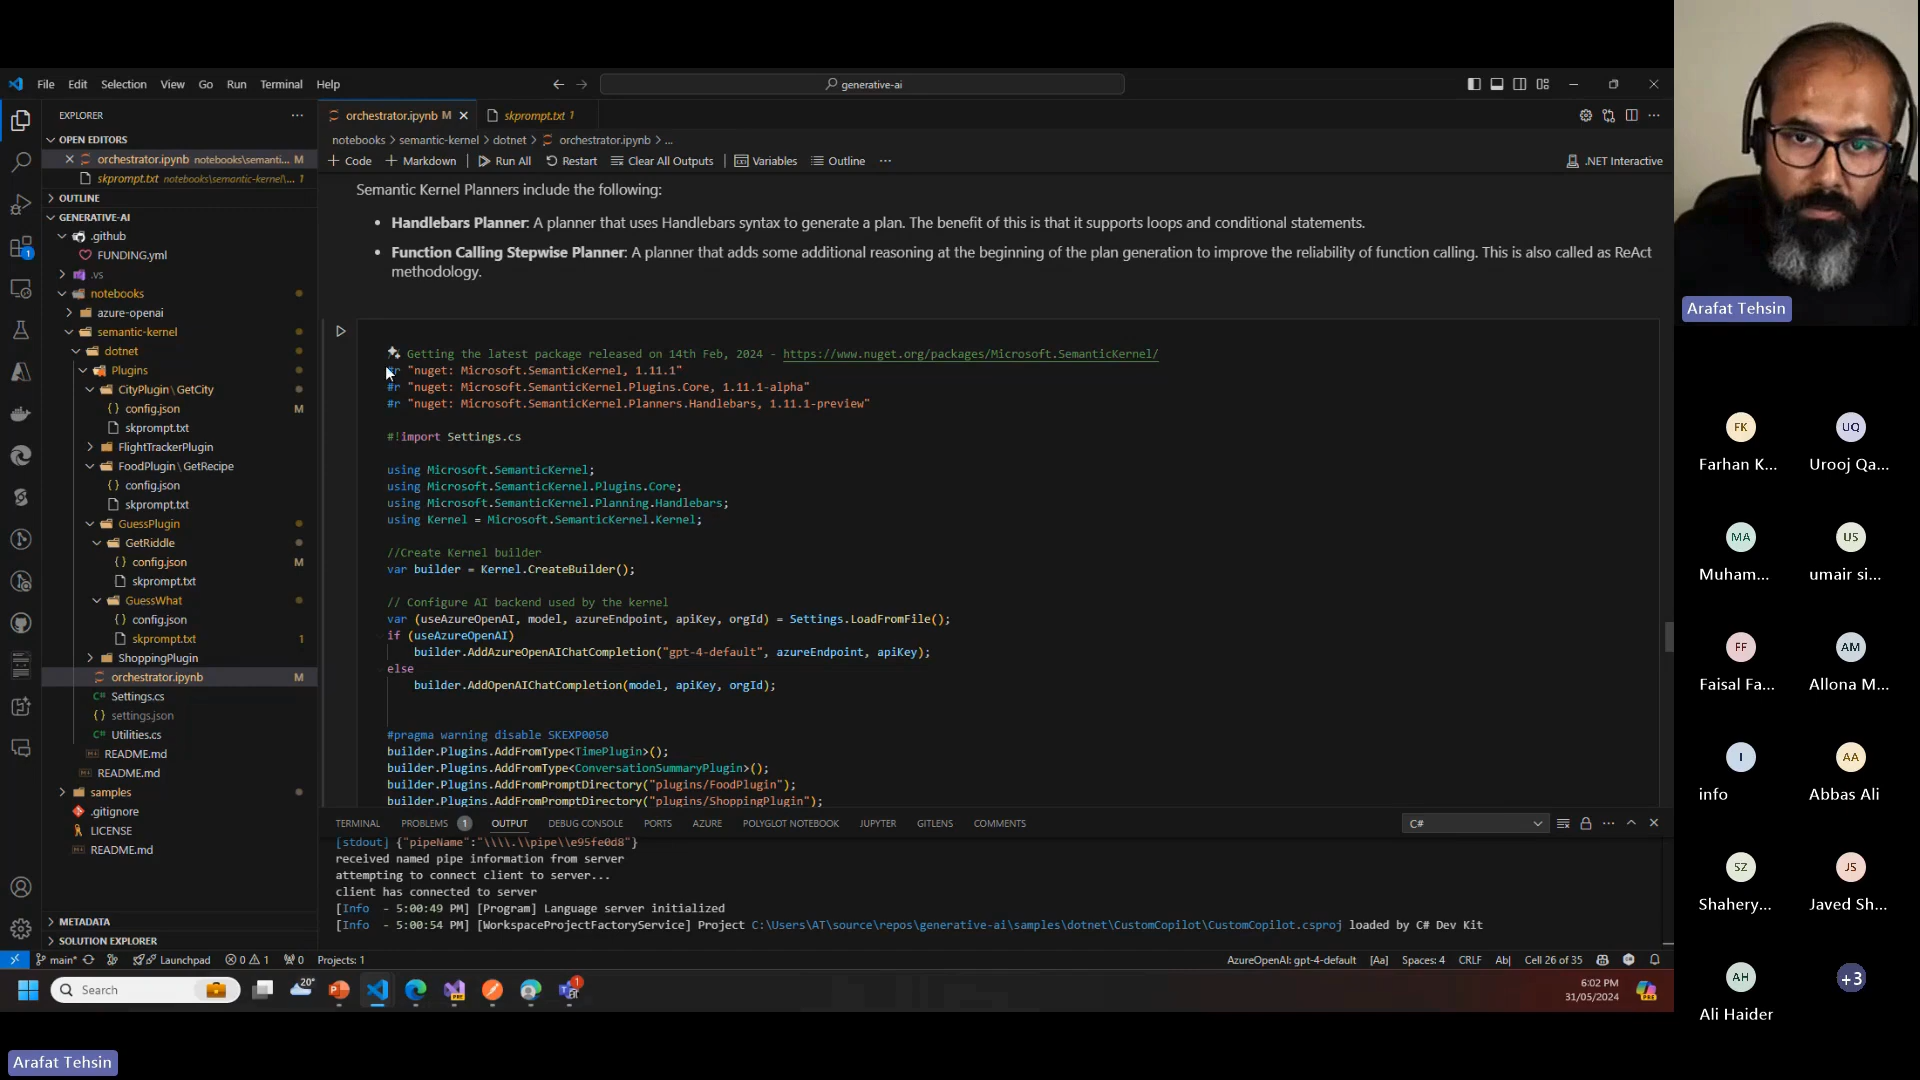 File Edit Selection View Go Run Terminal Help
generative-ai
EXPLORER
OPEN EDITORS
orchestrator.ipynb notebooks\semanti... M
skprompt.txt notebooks\semantic-kernel\... 1
OUTLINE
GENERATIVE-AI
.github
FUNDING.yml
.vs
notebooks
azure-openai
semantic-kernel
dotnet
Plugins
CityPlugin \ GetCity
config.json M
skprompt.txt
FlightTrackerPlugin
FoodPlugin \ GetRecipe
config.json
skprompt.txt
GuessPlugin
GetRiddle
config.json M
skprompt.txt
GuessWhat
config.json
skprompt.txt 1
ShoppingPlugin
orchestrator.ipynb M
Settings.cs
settings.json
Utilities.cs
README.md
README.md
samples
.gitignore
LICENSE
README.md
METADATA
SOLUTION EXPLORER
orchestrator.ipynb M
skprompt.txt 1
notebooks > semantic-kernel > dotnet > orchestrator.ipynb > ...
+ Code + Markdown Run All Restart Clear All Outputs Variables Outline ... .NET Interactive
Semantic Kernel Planners include the following:
• Handlebars Planner: A planner that uses Handlebars syntax to generate a plan. The benefit of this is that it supports loops and conditional statements.
• Function Calling Stepwise Planner: A planner that adds some additional reasoning at the beginning of the plan generation to improve the reliability of function calling. This is also called as ReAct
methodology.
Getting the latest package released on 14th Feb, 2024 - https://www.nuget.org/packages/Microsoft.SemanticKernel/
#r "nuget: Microsoft.SemanticKernel, 1.11.1"
#r "nuget: Microsoft.SemanticKernel.Plugins.Core, 1.11.1-alpha"
#r "nuget: Microsoft.SemanticKernel.Planners.Handlebars, 1.11.1-preview"
#!import Settings.cs
using Microsoft.SemanticKernel;
using Microsoft.SemanticKernel.Plugins.Core;
using Microsoft.SemanticKernel.Planning.Handlebars;
using Kernel = Microsoft.SemanticKernel.Kernel;
//Create Kernel builder
var builder = Kernel.CreateBuilder();
// Configure AI backend used by the kernel
var (useAzureOpenAI, model, azureEndpoint, apiKey, orgId) = Settings.LoadFromFile();
if (useAzureOpenAI)
builder.AddAzureOpenAIChatCompletion("gpt-4-default", azureEndpoint, apiKey);
else
builder.AddOpenAIChatCompletion(model, apiKey, orgId);
#pragma warning disable SKEXP0050
builder.Plugins.AddFromType<TimePlugin>();
builder.Plugins.AddFromType<ConversationSummaryPlugin>();
builder.Plugins.AddFromPromptDirectory("plugins/FoodPlugin");
builder.Plugins.AddFromPromptDirectory("plugins/ShoppingPlugin");
TERMINAL PROBLEMS 1 OUTPUT DEBUG CONSOLE PORTS AZURE POLYGLOT NOTEBOOK JUPYTER GITLENS COMMENTS C#
[stdout] {"pipeName":"\\\\.\\pipe\\e95fe0d8"}
received named pipe information from server
attempting to connect client to server...
client has connected to server
[Info - 5:00:49 PM] [Program] Language server initialized
[Info - 5:00:54 PM] [WorkspaceProjectFactoryService] Project C:\Users\AT\source\repos\generative-ai\samples\dotnet\CustomCopilot\CustomCopilot.csproj loaded by C# Dev Kit
main* Launchpad 0 0 0 Projects: 1 AzureOpenAI: gpt-4-default [Aa] Spaces: 4 CRLF Ab| Cell 26 of 35
Search 20° 1 6:02 PM
31/05/2024
Arafat Tehsin
Arafat Tehsin
FK UQ
Farhan K... Urooj Qa...
MA US
Muham... umair si...
FF AM
Faisal Fa... Allona M...
I AA
info Abbas Ali
SZ JS
Shahery... Javed Sh...
AH +3
Ali Haider